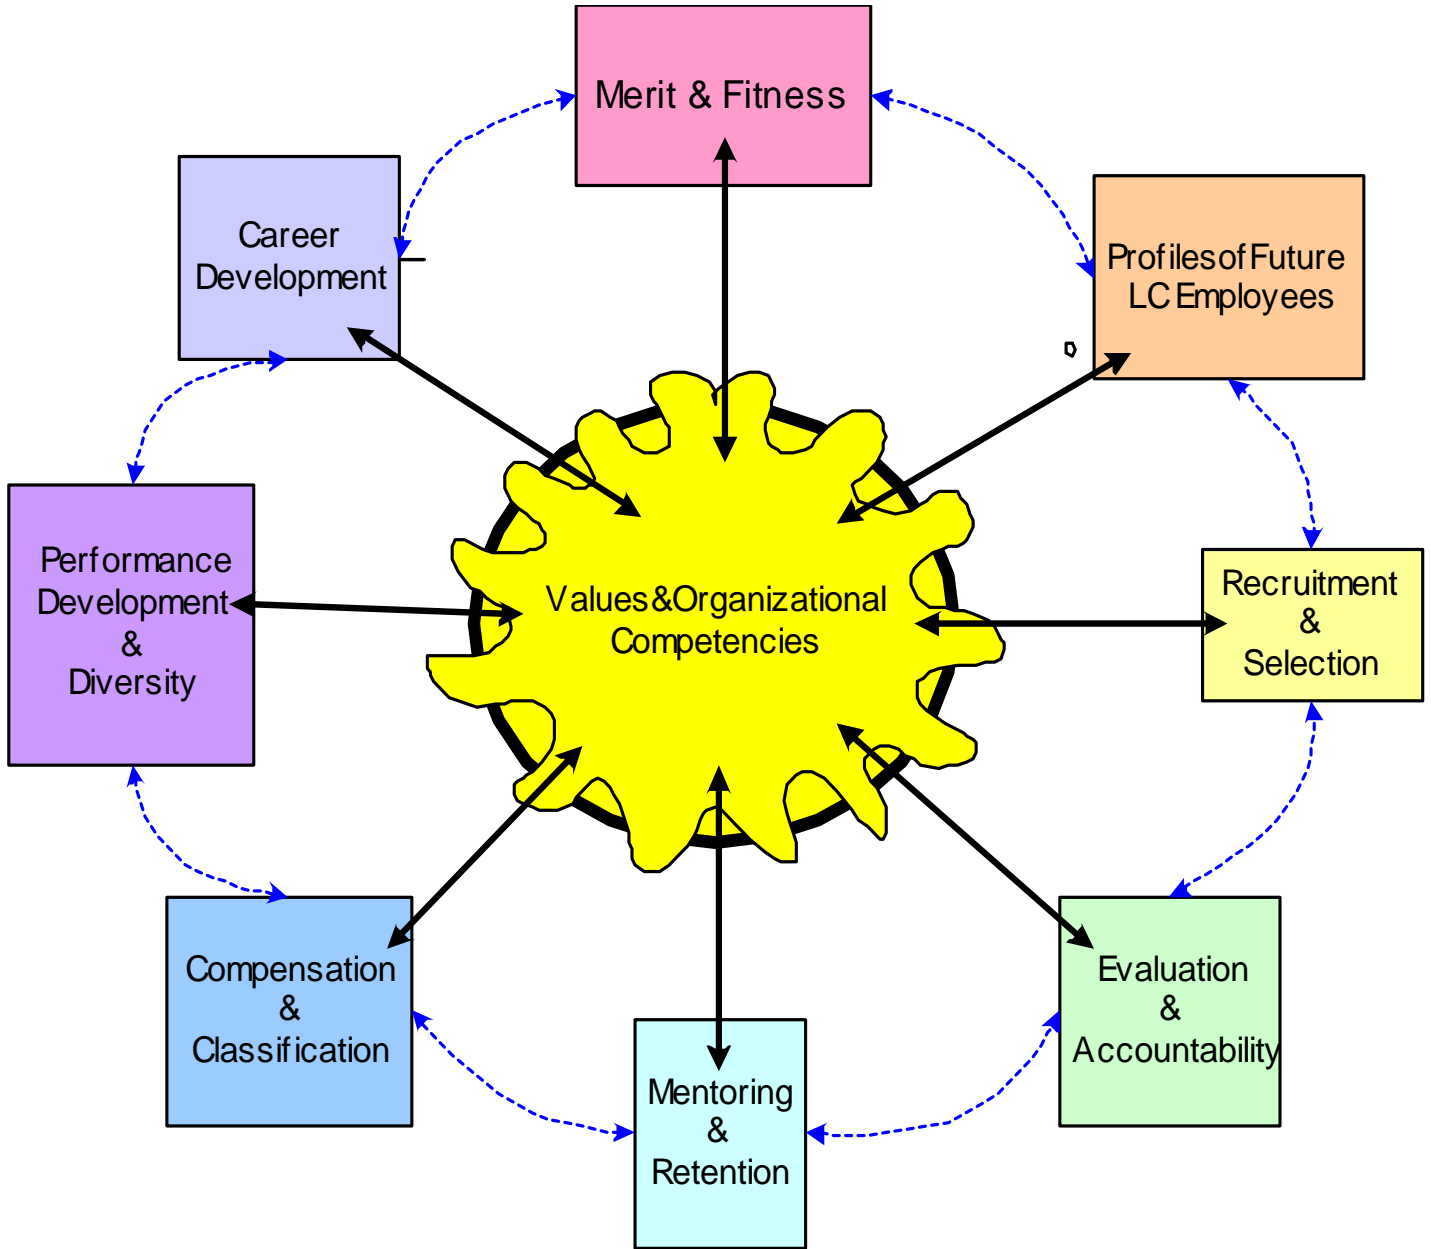 Merit & Fitness
Career
Development
Profiles of Future
LC Employees
Performance
Development
&
Diversity
Values & Organizational
Competencies
Recruitment
&
Selection
Compensation
&
Classification
Evaluation
&
Accountability
Mentoring
&
Retention